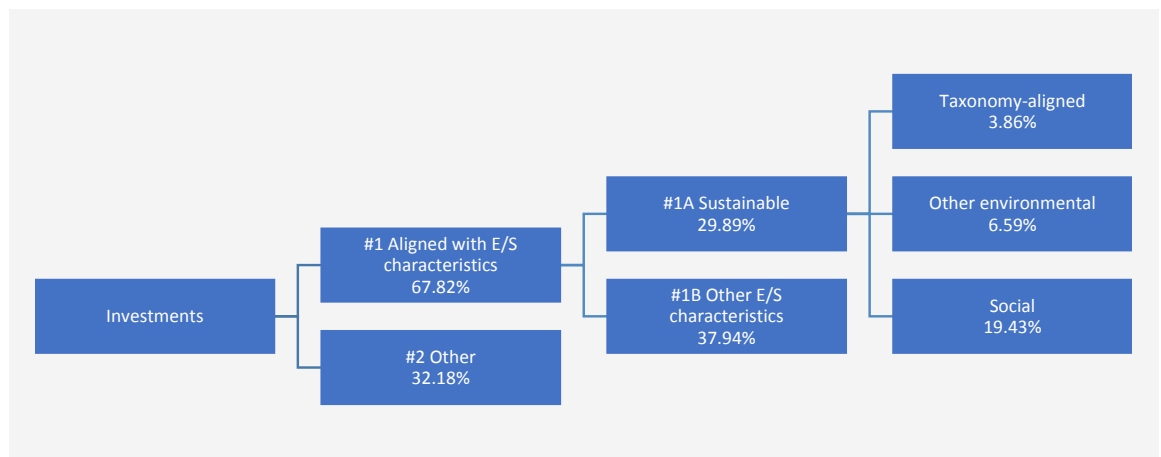 Investments
#1 Aligned with E/S
characteristics
67.82%
#2 Other
32.18%
#1A Sustainable
29.89%
#1B Other E/S
characteristics
37.94%
Taxonomy-aligned
3.86%
Other environmental
6.59%
Social
19.43%